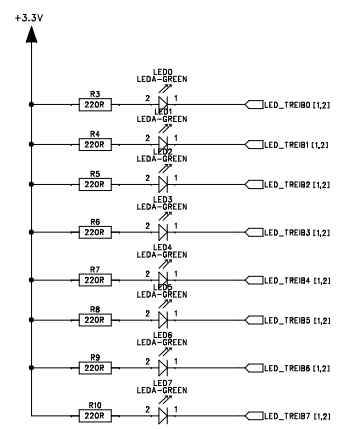 +3.3V
LED0
LEDA-GREEN
R3
220R
2 1
LED_TREIB0 [1,2]
LED1
LEDA-GREEN
R4
220R
2 1
LED_TREIB1 [1,2]
LED2
LEDA-GREEN
R5
220R
2 1
LED_TREIB2 [1,2]
LED3
LEDA-GREEN
R6
220R
2 1
LED_TREIB3 [1,2]
LED4
LEDA-GREEN
R7
220R
2 1
LED_TREIB4 [1,2]
LED5
LEDA-GREEN
R8
220R
2 1
LED_TREIB5 [1,2]
LED6
LEDA-GREEN
R9
220R
2 1
LED_TREIB6 [1,2]
LED7
LEDA-GREEN
R10
220R
2 1
LED_TREIB7 [1,2]